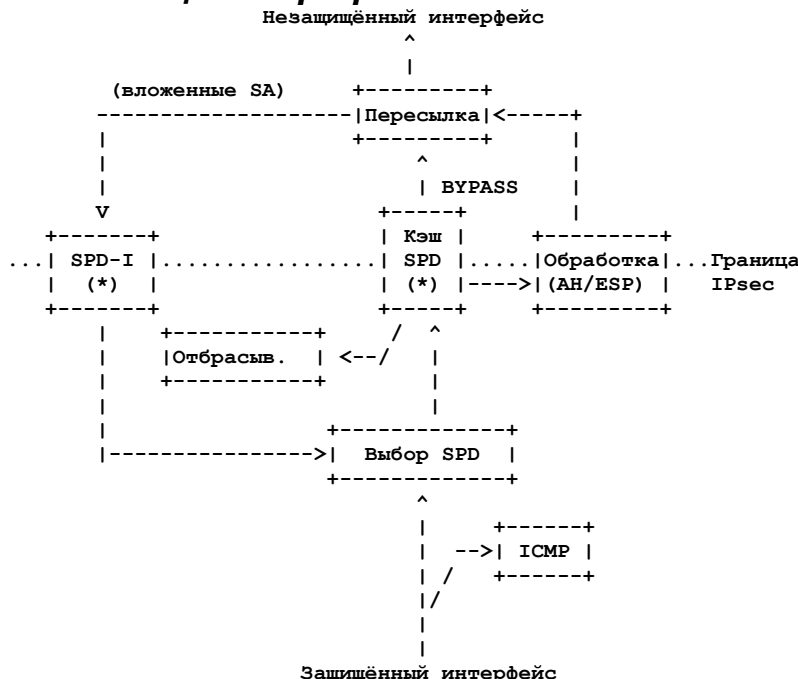 Незащищённый интерфейс
(вложенные SA)
Пересылка
BYPASS
Кэш
SPD-I SPD Обработка Граница
(*) (*) (AH/ESP) IPsec
Отбрасыв.
Выбор SPD
ICMP
Защищённый интерфейс